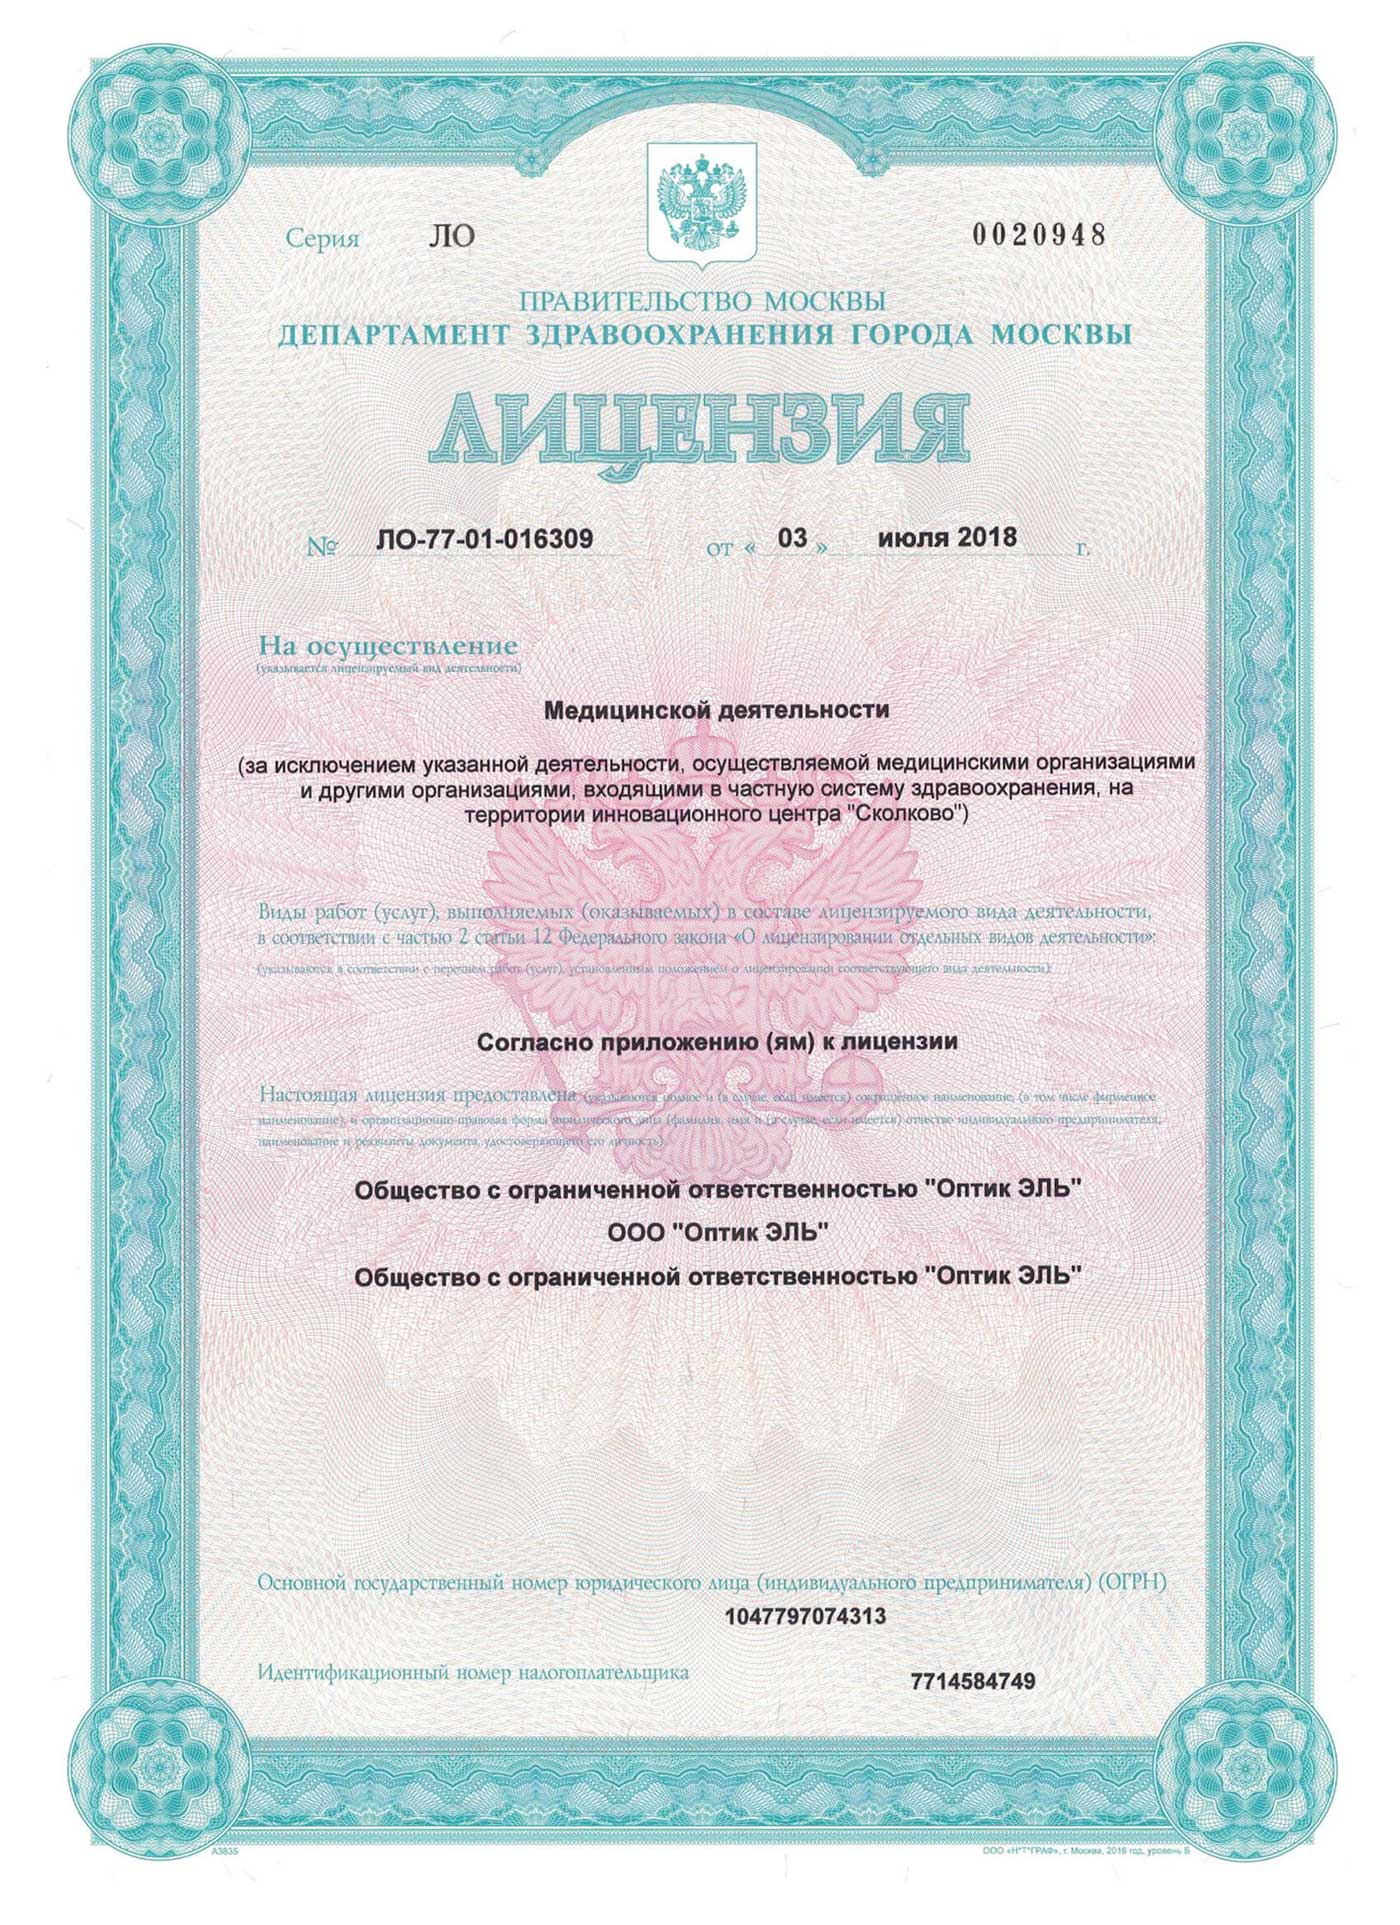 Серия ЛО 0020948
ПРАВИТЕЛЬСТВО МОСКВЫ
ДЕПАРТАМЕНТ ЗДРАВООХРАНЕНИЯ ГОРОДА МОСКВЫ
ЛИЦЕНЗИЯ
№ ЛО-77-01-016309 от « 03 » июля 2018 г.
На осуществление
(указывается лицензируемый вид деятельности)
Медицинской деятельности
(за исключением указанной деятельности, осуществляемой медицинскими организациями
и другими организациями, входящими в частную систему здравоохранения, на
территории инновационного центра "Сколково")
Виды работ (услуг), выполняемых (оказываемых) в составе лицензируемого вида деятельности,
в соответствии с частью 2 статьи 12 Федерального закона «О лицензировании отдельных видов деятельности»:
(указываются в соответствии с перечнем работ (услуг), установленным положением о лицензировании соответствующего вида деятельности):
Согласно приложению (ям) к лицензии
Настоящая лицензия предоставлена (указываются полное и (в случае, если имеется) сокращённое наименование, (в том числе фирменное
наименование), и организационно-правовая форма юридического лица (фамилия, имя и (в случае, если имеется) отчество индивидуального предпринимателя,
наименование и реквизиты документа, удостоверяющего его личность)
Общество с ограниченной ответственностью "Оптик ЭЛЬ"
ООО "Оптик ЭЛЬ"
Общество с ограниченной ответственностью "Оптик ЭЛЬ"
Основной государственный номер юридического лица (индивидуального предпринимателя) (ОГРН)
1047797074313
Идентификационный номер налогоплательщика 7714584749
А3835 ООО «Н*Т*ГРАФ», г. Москва, 2016 год, уровень Б